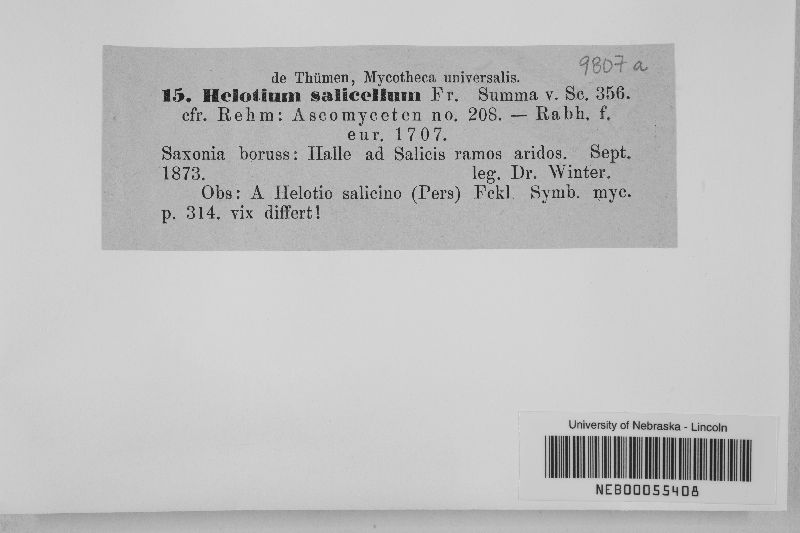 9807a
de Thümen, Mycotheca universalis.
15. Helotium salicellum Fr. Summa v. Sc. 356.
cfr. Rehm: Ascomyceten no. 208. — Rabh. f.
eur. 1707.
Saxonia boruss: Halle ad Salicis ramos aridos. Sept.
1873. leg. Dr. Winter.
Obs: A Helotio salicino (Pers) Fckl. Symb. myc.
p. 314. vix differt!
University of Nebraska - Lincoln
NEB00055408